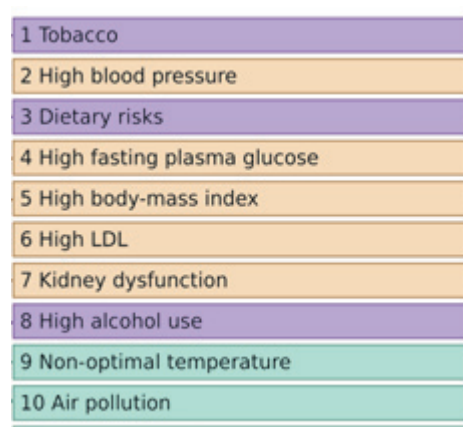 1 Tobacco
2 High blood pressure
3 Dietary risks
4 High fasting plasma glucose
5 High body-mass index
6 High LDL
7 Kidney dysfunction
8 High alcohol use
9 Non-optimal temperature
10 Air pollution